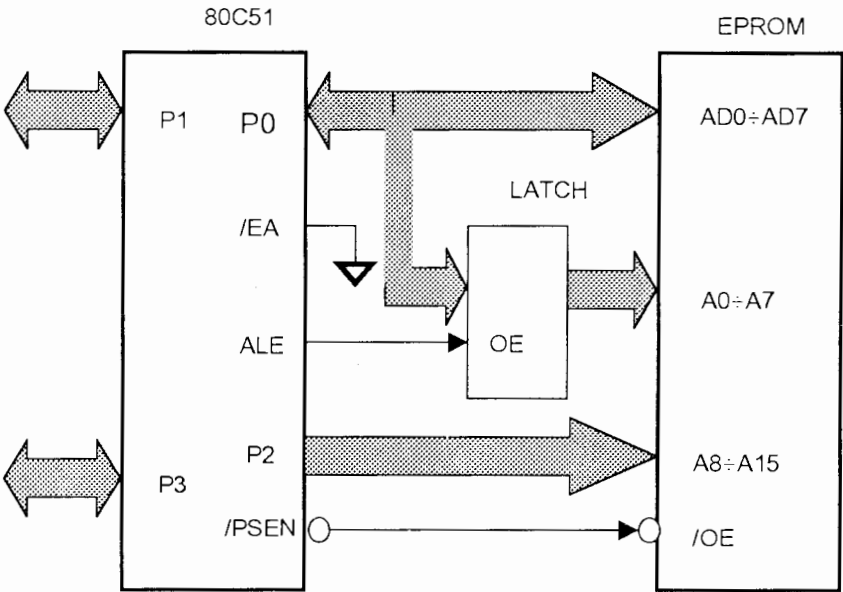 80C51
EPROM
P1
P0
AD0÷AD7
LATCH
/EA
A0÷A7
ALE
OE
P2
A8÷A15
P3
/PSEN
/OE